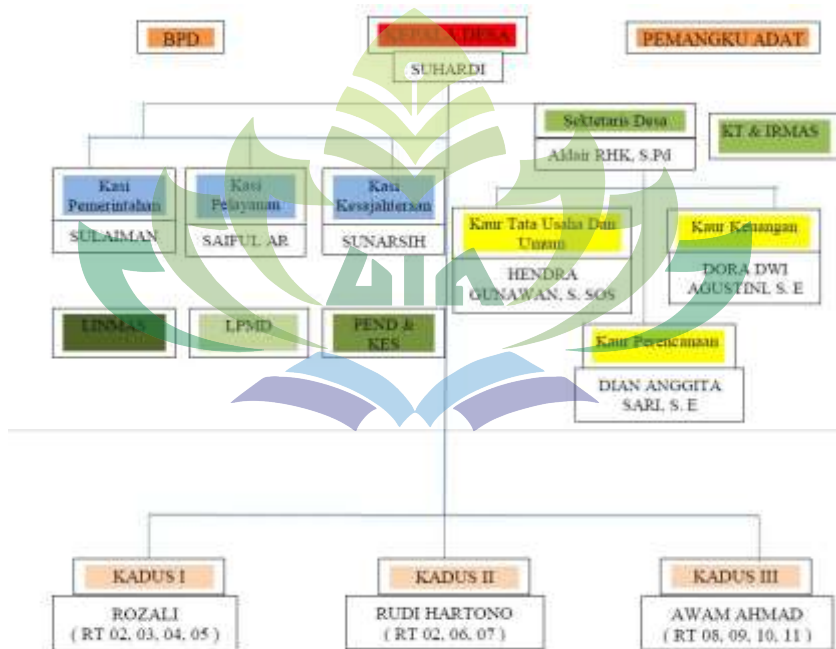 BPD
KEPALA DESA
PEMANGKU ADAT
SUHARDI
Sekretaris Desa
KT & IRMAS
Aldair RHK, S.Pd
Kasi
Pemerintahan
Kasi
Pelayanan
Kasi
Kesejahteraan
SULAIMAN
SAIFUL AR
SUNARSIH
Kaur Tata Usaha Dan
Umum
Kaur Keuangan
HENDRA
GUNAWAN, S. SOS
DORA DWI
AGUSTINI, S. E
LINMAS
LPMD
PEND &
KES
Kaur Perencanaan
DIAN ANGGITA
SARI, S. E
KADUS I
KADUS II
KADUS III
ROZALI
( RT 02, 03, 04, 05 )
RUDI HARTONO
( RT 02, 06, 07 )
AWAM AHMAD
( RT 08, 09, 10, 11 )